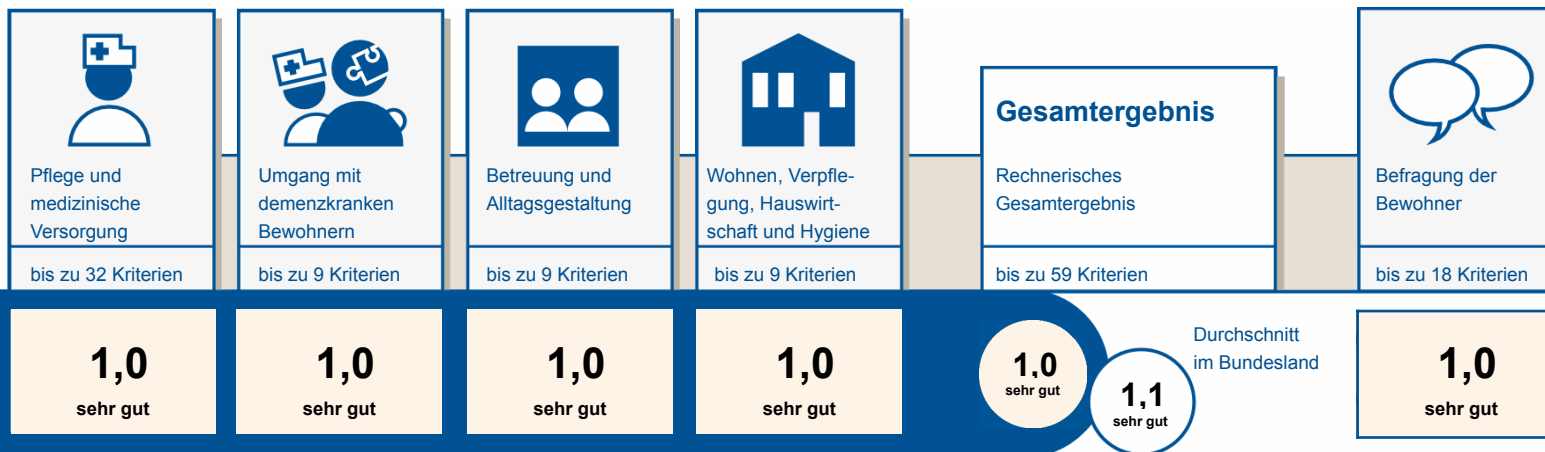 Pflege und
medizinische
Versorgung
bis zu 32 Kriterien
1,0
sehr gut
Umgang mit
demenzkranken
Bewohnern
bis zu 9 Kriterien
1,0
sehr gut
Betreuung und
Alltagsgestaltung
bis zu 9 Kriterien
1,0
sehr gut
Wohnen, Verpfle-
gung, Hauswirt-
schaft und Hygiene
bis zu 9 Kriterien
1,0
sehr gut
Gesamtergebnis
Rechnerisches
Gesamtergebnis
bis zu 59 Kriterien
1,0
sehr gut
1,1
sehr gut
Durchschnitt
im Bundesland
Befragung der
Bewohner
bis zu 18 Kriterien
1,0
sehr gut